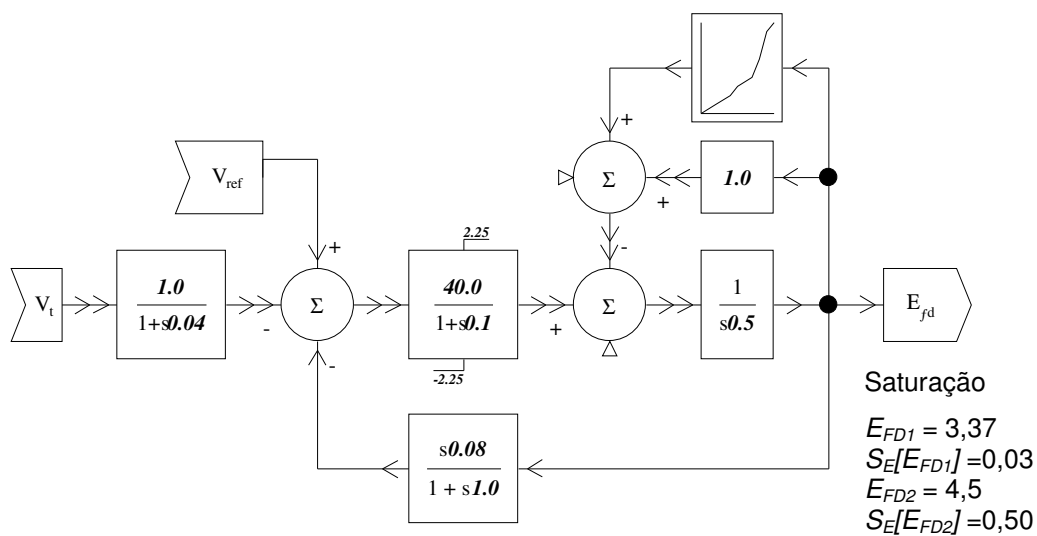 +
Σ
1.0
+
V_ref
-
2.25
+
V_t
1.0
1+s0.04
-
Σ
40.0
1+s0.1
+
Σ
1
s0.5
E_fd
-
-2.25
s0.08
1 + s1.0
Saturação
E_FD1 = 3,37
S_E[E_FD1] =0,03
E_FD2 = 4,5
S_E[E_FD2] =0,50